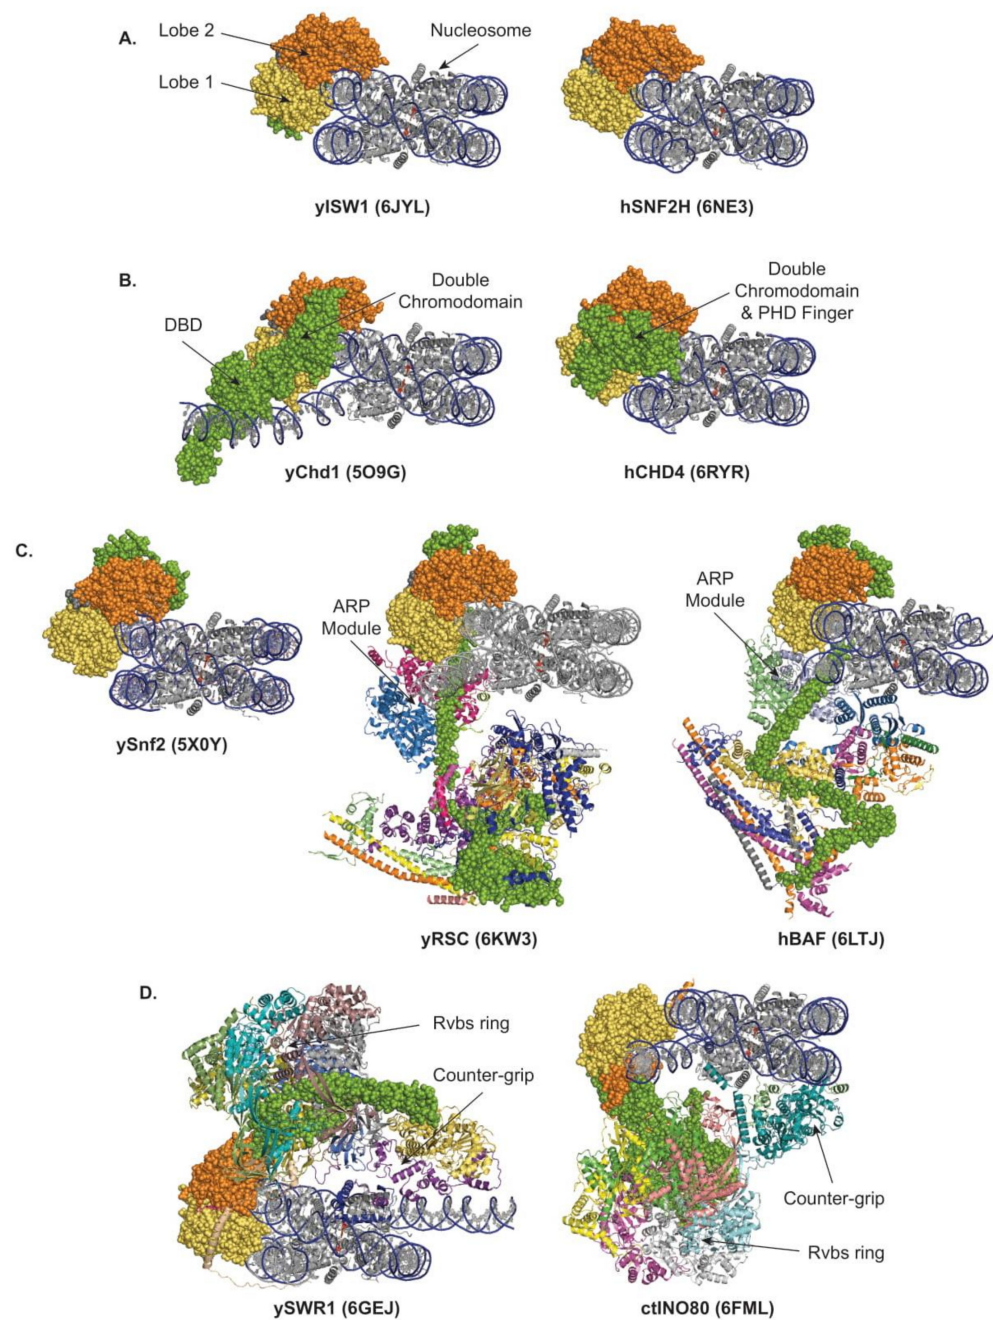 A.
Lobe 2
Nucleosome
Lobe 1
yISW1 (6JYL)
hSNF2H (6NE3)
B.
Double
Chromodomain
DBD
Double
Chromodomain
& PHD Finger
yChd1 (5O9G)
hCHD4 (6RYR)
C.
ARP
Module
ARP
Module
ySnf2 (5X0Y)
yRSC (6KW3)
hBAF (6LTJ)
D.
Rvbs ring
Counter-grip
Counter-grip
Rvbs ring
ySWR1 (6GEJ)
ctINO80 (6FML)